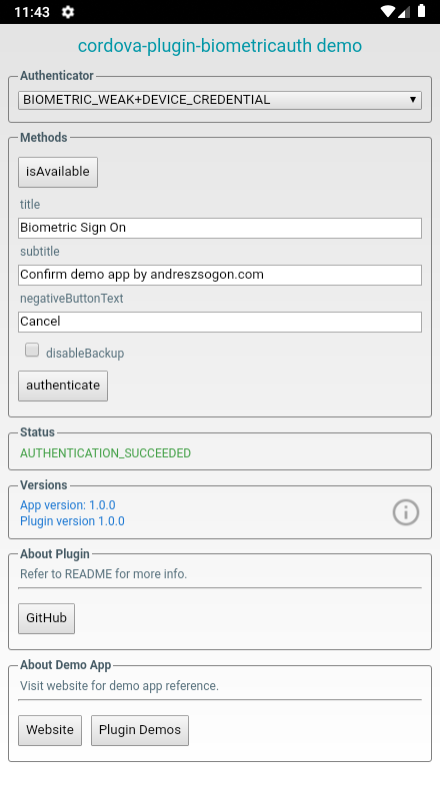 11:43
cordova-plugin-biometricauth demo
Authenticator
BIOMETRIC_WEAK+DEVICE_CREDENTIAL
Methods
isAvailable
title
Biometric Sign On
subtitle
Confirm demo app by andreszsogon.com
negativeButtonText
Cancel
disableBackup
authenticate
Status
AUTHENTICATION_SUCCEEDED
Versions
App version: 1.0.0
Plugin version 1.0.0
About Plugin
Refer to README for more info.
GitHub
About Demo App
Visit website for demo app reference.
Website Plugin Demos